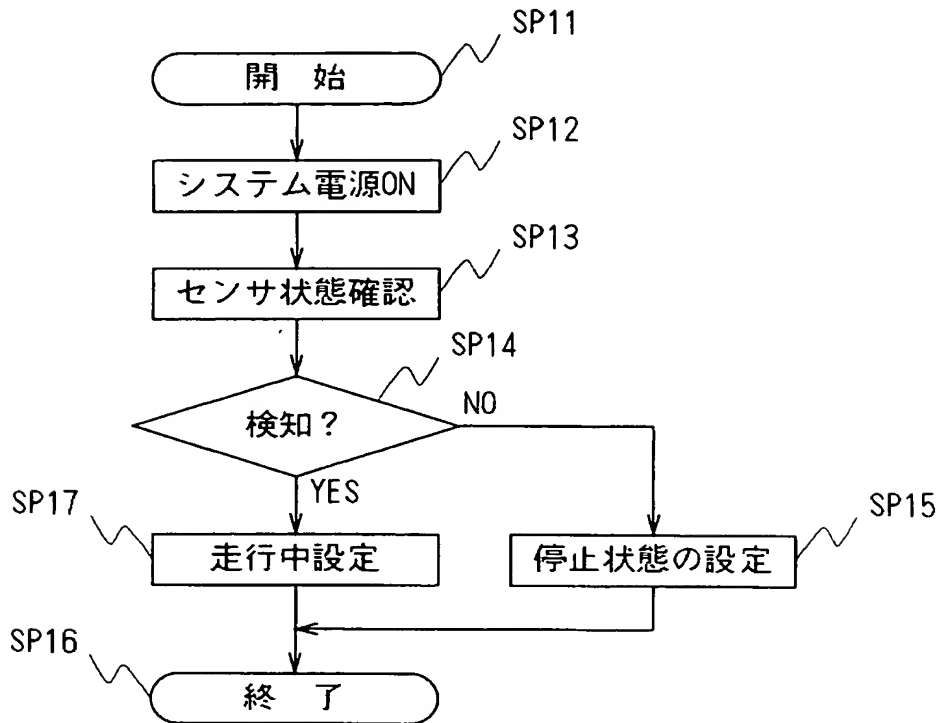 SP11
開始
SP12
システム電源ON
SP13
センサ状態確認
SP14
検知？
NO
YES
SP17
走行中設定
SP15
停止状態の設定
SP16
終了